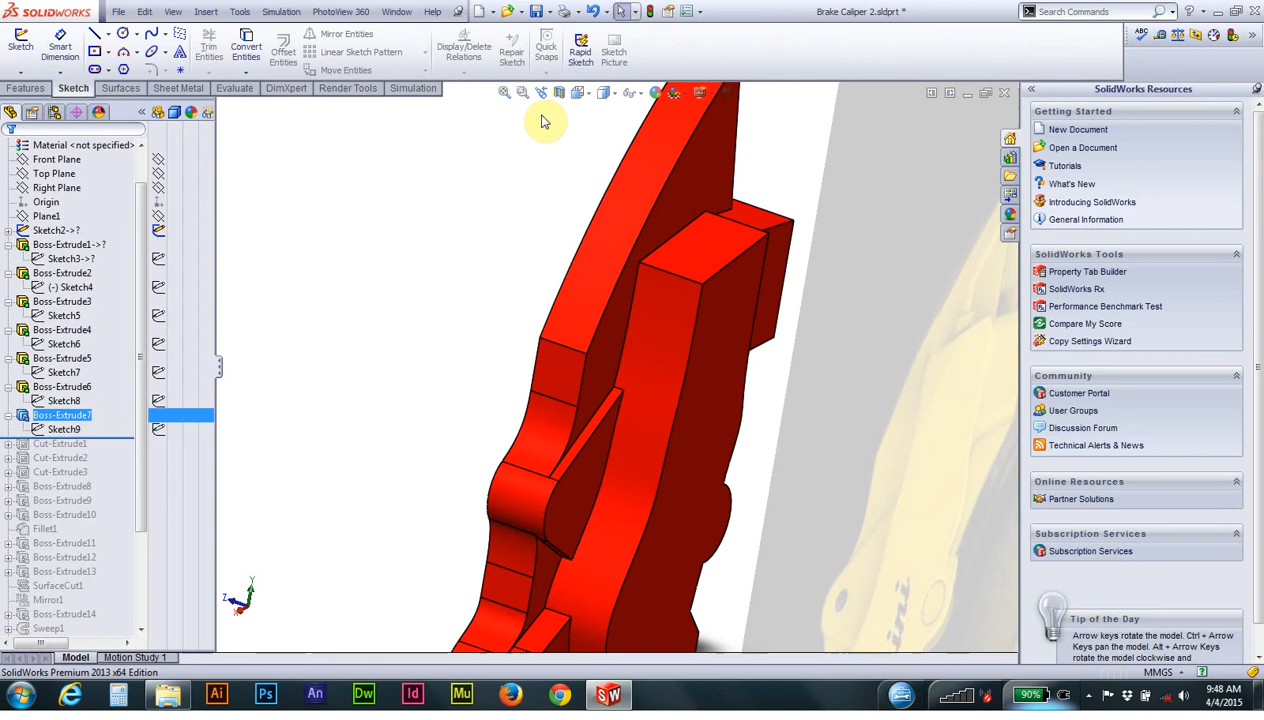 SOLIDWORKS File Edit View Insert Tools Simulation PhotoView 360 Window Help Brake Caliper 2.sldprt * Search Commands
Sketch Smart Dimension Trim Entities Convert Entities Offset Entities Mirror Entities Linear Sketch Pattern Move Entities Display/Delete Relations Repair Sketch Quick Snaps Rapid Sketch Sketch Picture
Features Sketch Surfaces Sheet Metal Evaluate DimXpert Render Tools Simulation
Material <not specified>
Front Plane
Top Plane
Right Plane
Origin
Plane1
Sketch2->?
Boss-Extrude1->?
Sketch3->?
Boss-Extrude2
(-) Sketch4
Boss-Extrude3
Sketch5
Boss-Extrude4
Sketch6
Boss-Extrude5
Sketch7
Boss-Extrude6
Sketch8
Boss-Extrude7
Sketch9
Cut-Extrude1
Cut-Extrude2
Cut-Extrude3
Boss-Extrude8
Boss-Extrude9
Boss-Extrude10
Fillet1
Boss-Extrude11
Boss-Extrude12
Boss-Extrude13
SurfaceCut1
Mirror1
Boss-Extrude14
Sweep1
Y
Z
X
SolidWorks Resources
Getting Started
New Document
Open a Document
Tutorials
What's New
Introducing SolidWorks
General Information
SolidWorks Tools
Property Tab Builder
SolidWorks Rx
Performance Benchmark Test
Compare My Score
Copy Settings Wizard
Community
Customer Portal
User Groups
Discussion Forum
Technical Alerts & News
Online Resources
Partner Solutions
Subscription Services
Subscription Services
Tip of the Day
Arrow keys rotate the model. Ctrl + Arrow
Keys pan the model. Alt + Arrow Keys
rotate the model clockwise and
Model Motion Study 1
SolidWorks Premium 2013 x64 Edition MMGS
Ai Ps An Dw Id Mu SW 90% 9:48 AM
4/4/2015